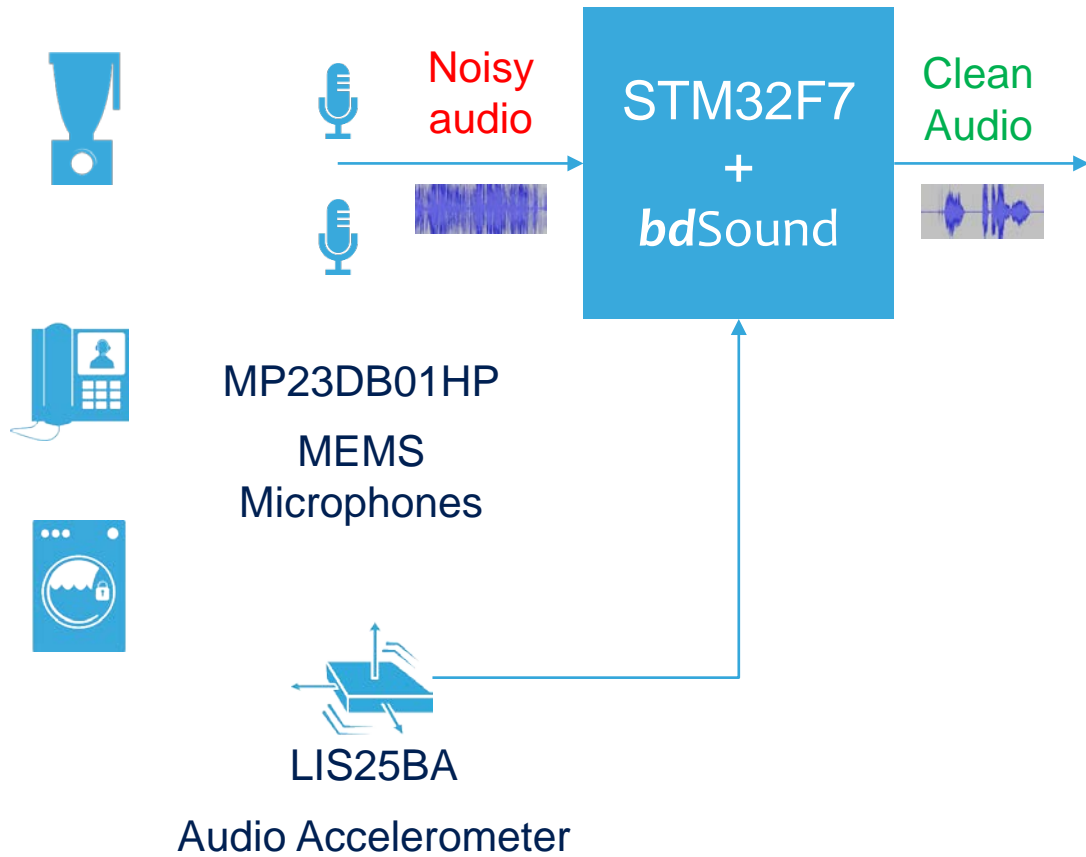 Noisy
audio
STM32F7
+
bdSound
Clean
Audio
MP23DB01HP
MEMS
Microphones
LIS25BA
Audio Accelerometer